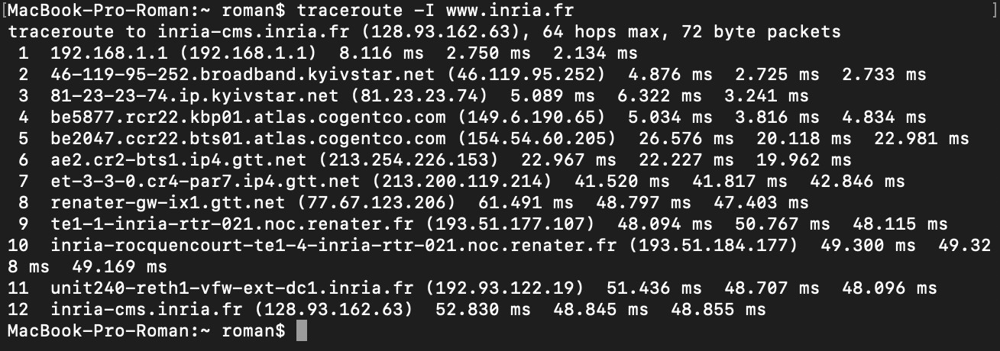 [MacBook-Pro-Roman:~ roman$ traceroute -I www.inria.fr ]
traceroute to inria-cms.inria.fr (128.93.162.63), 64 hops max, 72 byte packets
 1  192.168.1.1 (192.168.1.1)  8.116 ms  2.750 ms  2.134 ms
 2  46-119-95-252.broadband.kyivstar.net (46.119.95.252)  4.876 ms  2.725 ms  2.733 ms
 3  81-23-23-74.ip.kyivstar.net (81.23.23.74)  5.089 ms  6.322 ms  3.241 ms
 4  be5877.rcr22.kbp01.atlas.cogentco.com (149.6.190.65)  5.034 ms  3.816 ms  4.834 ms
 5  be2047.ccr22.bts01.atlas.cogentco.com (154.54.60.205)  26.576 ms  20.118 ms  22.981 ms
 6  ae2.cr2-bts1.ip4.gtt.net (213.254.226.153)  22.967 ms  22.227 ms  19.962 ms
 7  et-3-3-0.cr4-par7.ip4.gtt.net (213.200.119.214)  41.520 ms  41.817 ms  42.846 ms
 8  renater-gw-ix1.gtt.net (77.67.123.206)  61.491 ms  48.797 ms  47.403 ms
 9  te1-1-inria-rtr-021.noc.renater.fr (193.51.177.107)  48.094 ms  50.767 ms  48.115 ms
10  inria-rocquencourt-te1-4-inria-rtr-021.noc.renater.fr (193.51.184.177)  49.300 ms  49.32
8 ms  49.169 ms
11  unit240-reth1-vfw-ext-dc1.inria.fr (192.93.122.19)  51.436 ms  48.707 ms  48.096 ms
12  inria-cms.inria.fr (128.93.162.63)  52.830 ms  48.845 ms  48.855 ms
MacBook-Pro-Roman:~ roman$